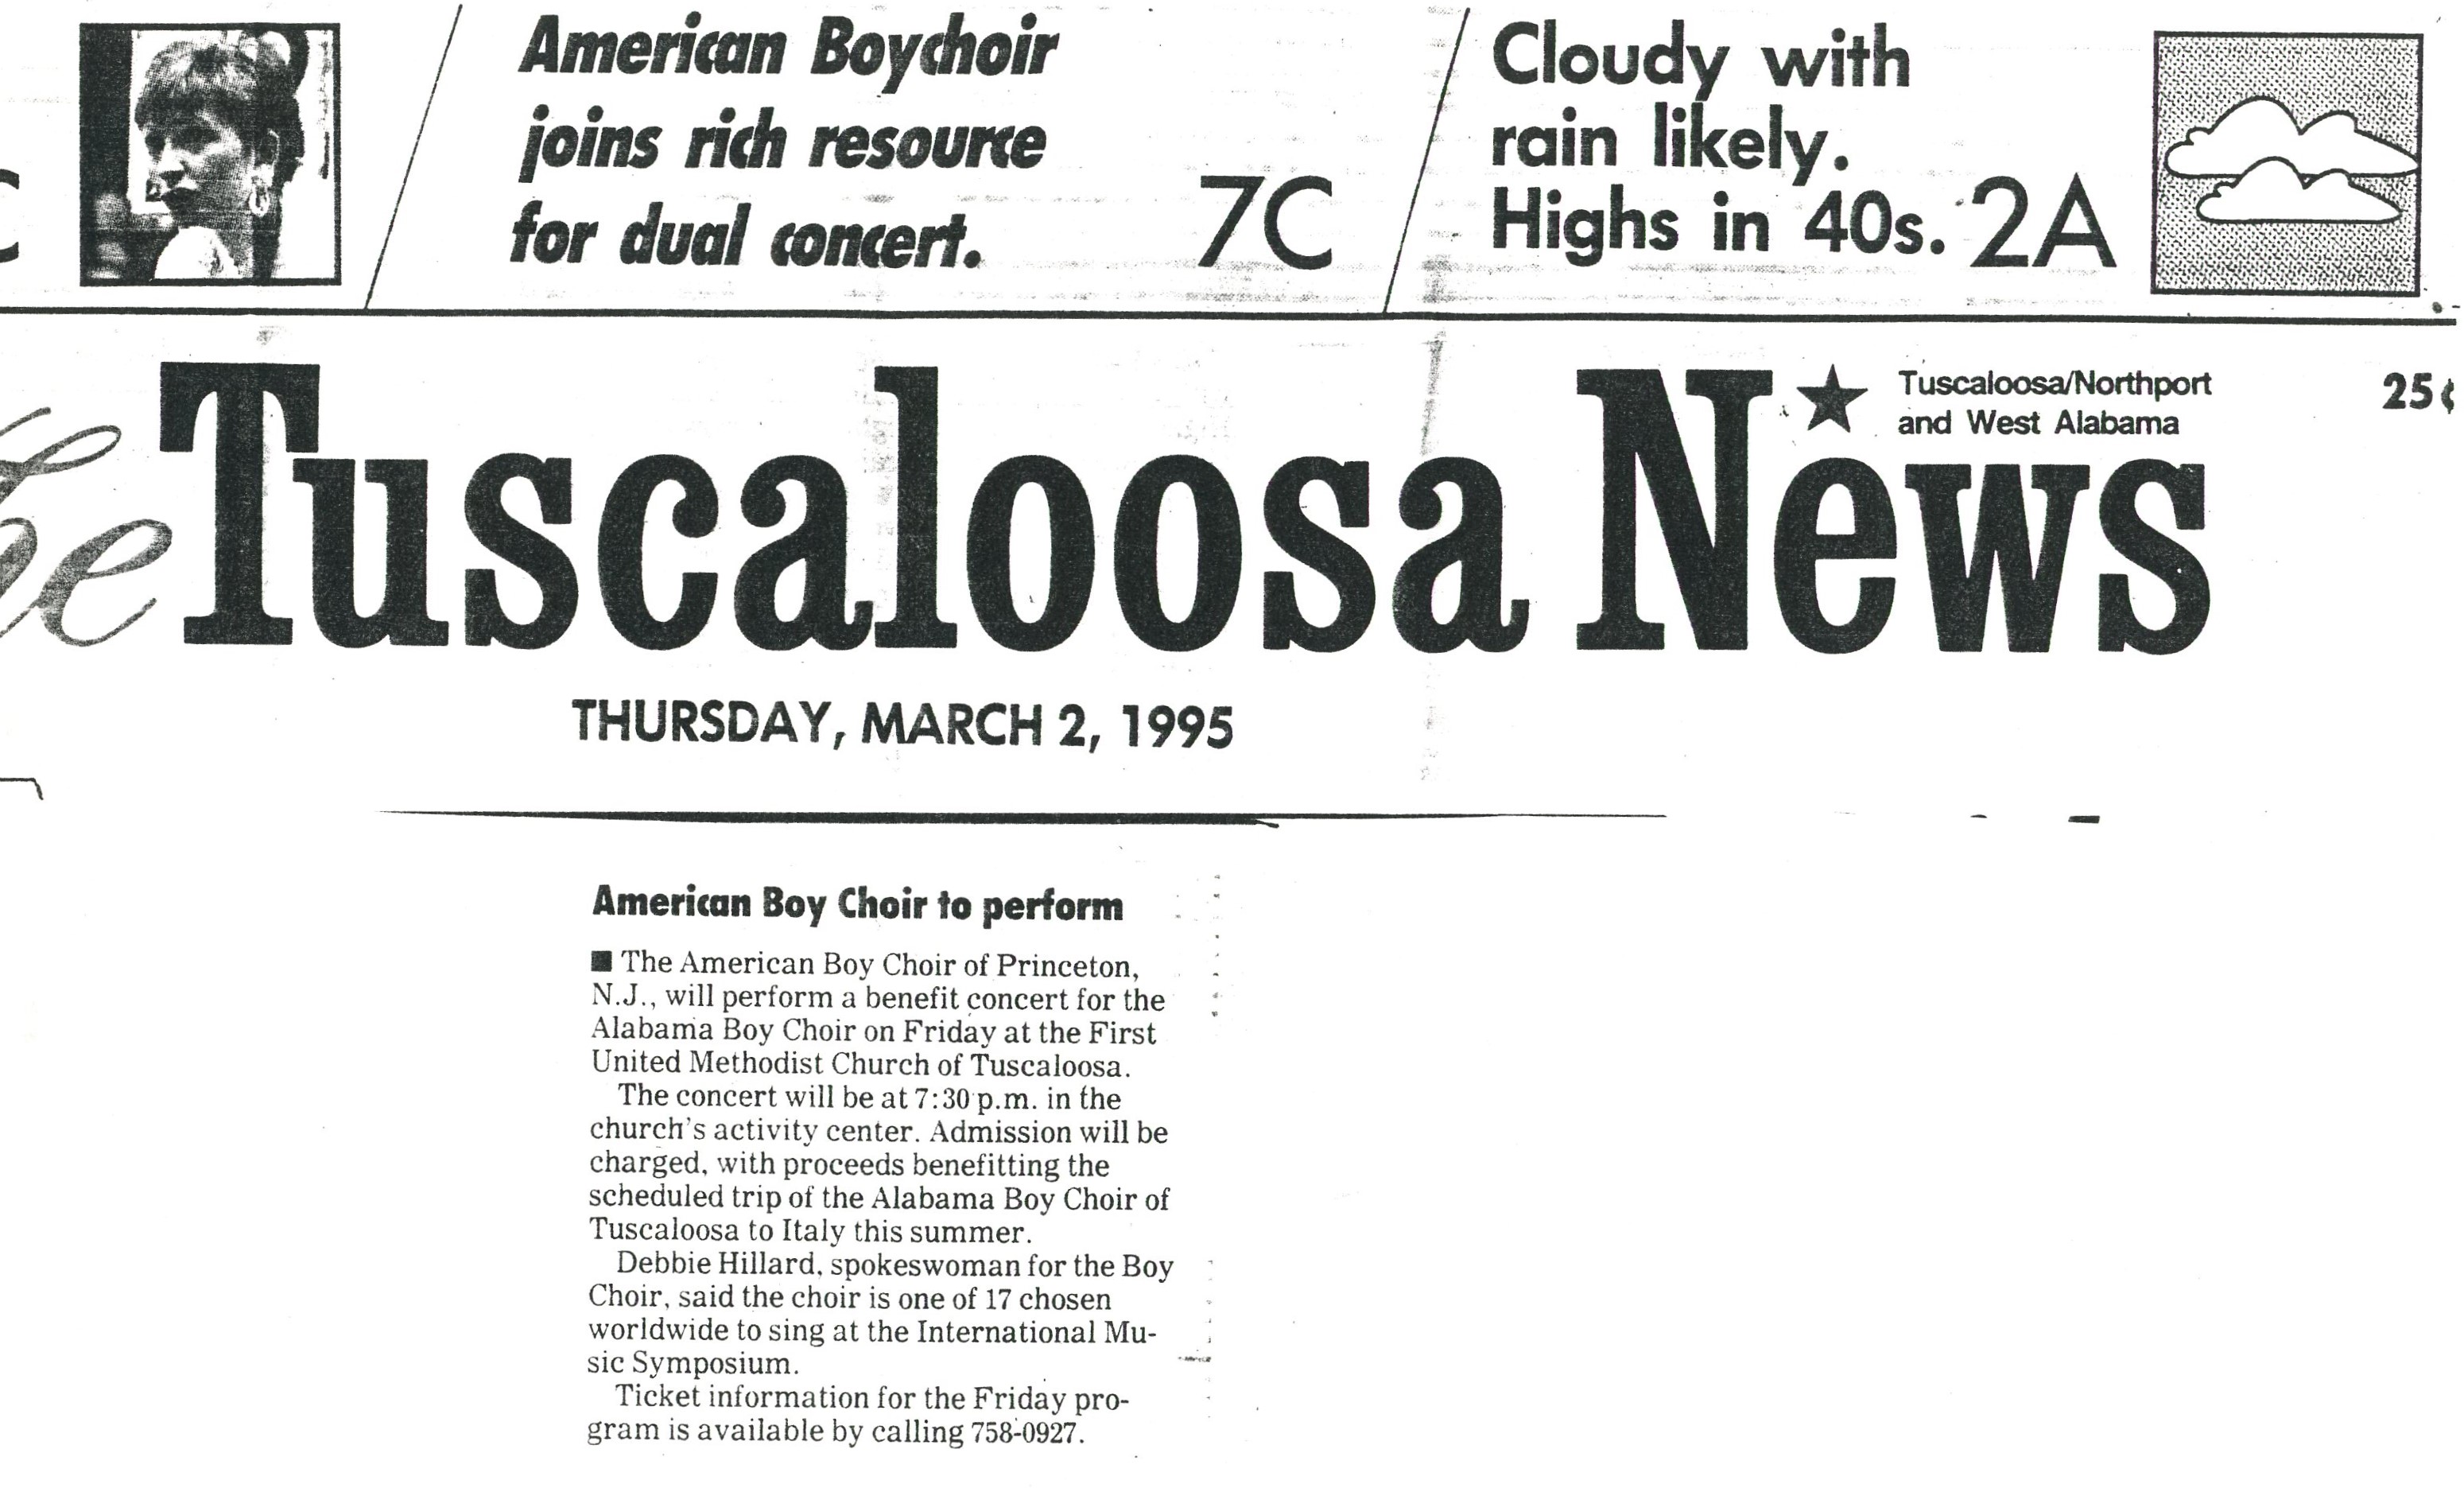 American Boychoir
joins rich resource
for dual concert.
7C
Cloudy with
rain likely.
Highs in 40s. 2A
The Tuscaloosa News
Tuscaloosa/Northport
and West Alabama
25¢
THURSDAY, MARCH 2, 1995
American Boy Choir to perform
■ The American Boy Choir of Princeton,
N.J., will perform a benefit concert for the
Alabama Boy Choir on Friday at the First
United Methodist Church of Tuscaloosa.
The concert will be at 7:30 p.m. in the
church's activity center. Admission will be
charged, with proceeds benefitting the
scheduled trip of the Alabama Boy Choir of
Tuscaloosa to Italy this summer.
Debbie Hillard, spokeswoman for the Boy
Choir, said the choir is one of 17 chosen
worldwide to sing at the International Mu-
sic Symposium.
Ticket information for the Friday pro-
gram is available by calling 758-0927.